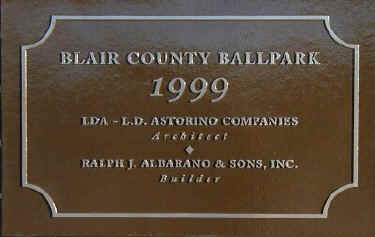 BLAIR COUNTY BALLPARK
1999
LDA - L.D. ASTORINO COMPANIES
Architect
RALPH J. ALBARANO & SONS, INC.
Builder